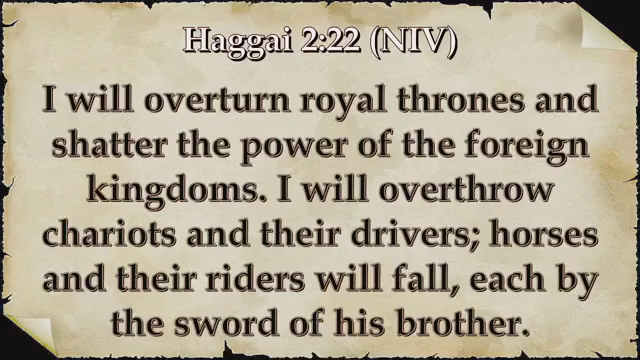 Haggai 2:22 (NIV)
I will overturn royal thrones and
shatter the power of the foreign
kingdoms. I will overthrow
chariots and their drivers; horses
and their riders will fall, each by
the sword of his brother.